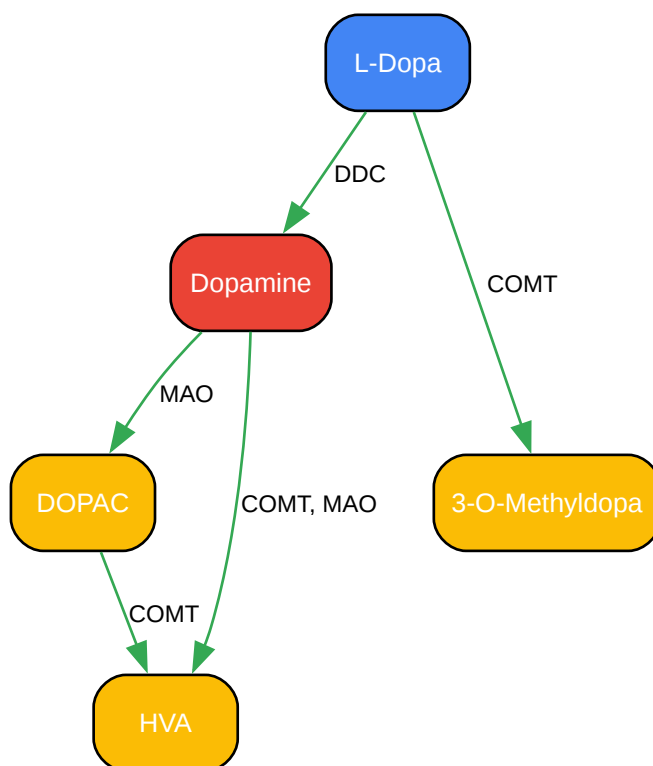 L-Dopa
DDC
Dopamine
COMT
MAO
DOPAC
COMT, MAO
3-O-Methyldopa
COMT
HVA